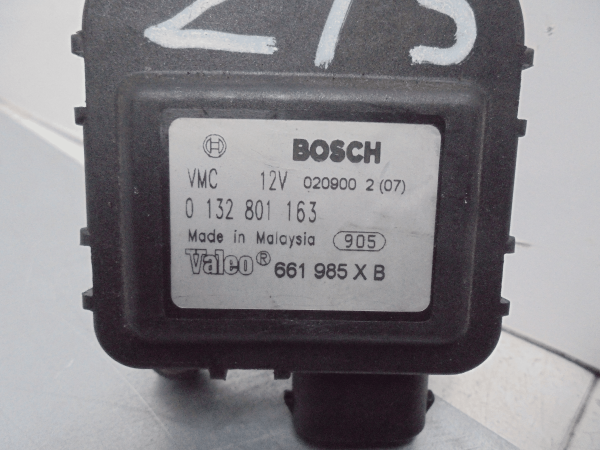 BOSCH
VMC 12V 020900 2 (07)
0 132 801 163
Made in Malaysia 905
Valeo® 661 985 X B